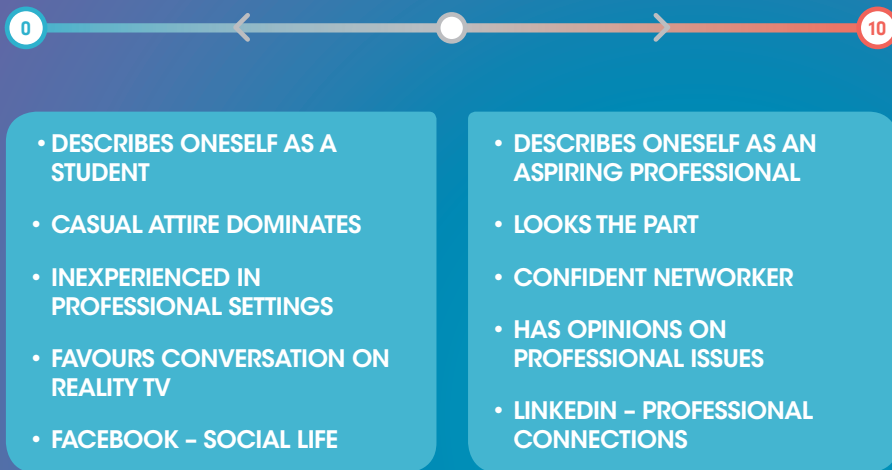 0
10
• DESCRIBES ONESELF AS A
STUDENT
• CASUAL ATTIRE DOMINATES
• INEXPERIENCED IN
PROFESSIONAL SETTINGS
• FAVOURS CONVERSATION ON
REALITY TV
• FACEBOOK – SOCIAL LIFE
• DESCRIBES ONESELF AS AN
ASPIRING PROFESSIONAL
• LOOKS THE PART
• CONFIDENT NETWORKER
• HAS OPINIONS ON
PROFESSIONAL ISSUES
• LINKEDIN – PROFESSIONAL
CONNECTIONS